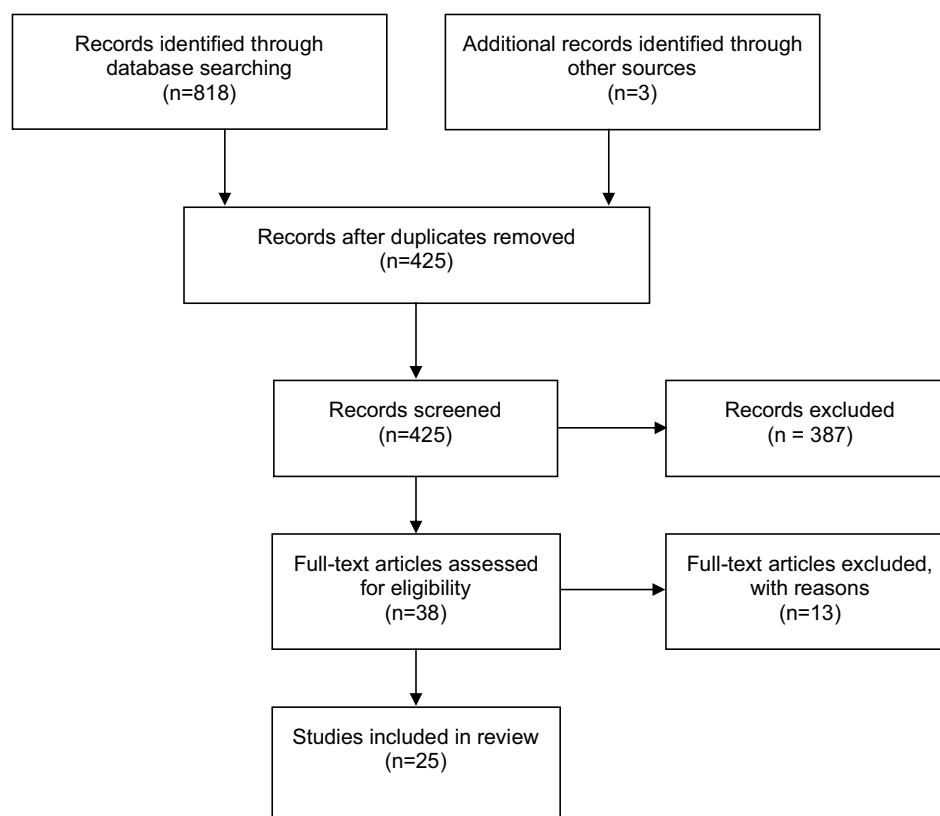 Records identified through
database searching
(n=818)
Additional records identified through
other sources
(n=3)
Records after duplicates removed
(n=425)
Records screened
(n=425)
Records excluded
(n = 387)
Full-text articles assessed
for eligibility
(n=38)
Full-text articles excluded,
with reasons
(n=13)
Studies included in review
(n=25)